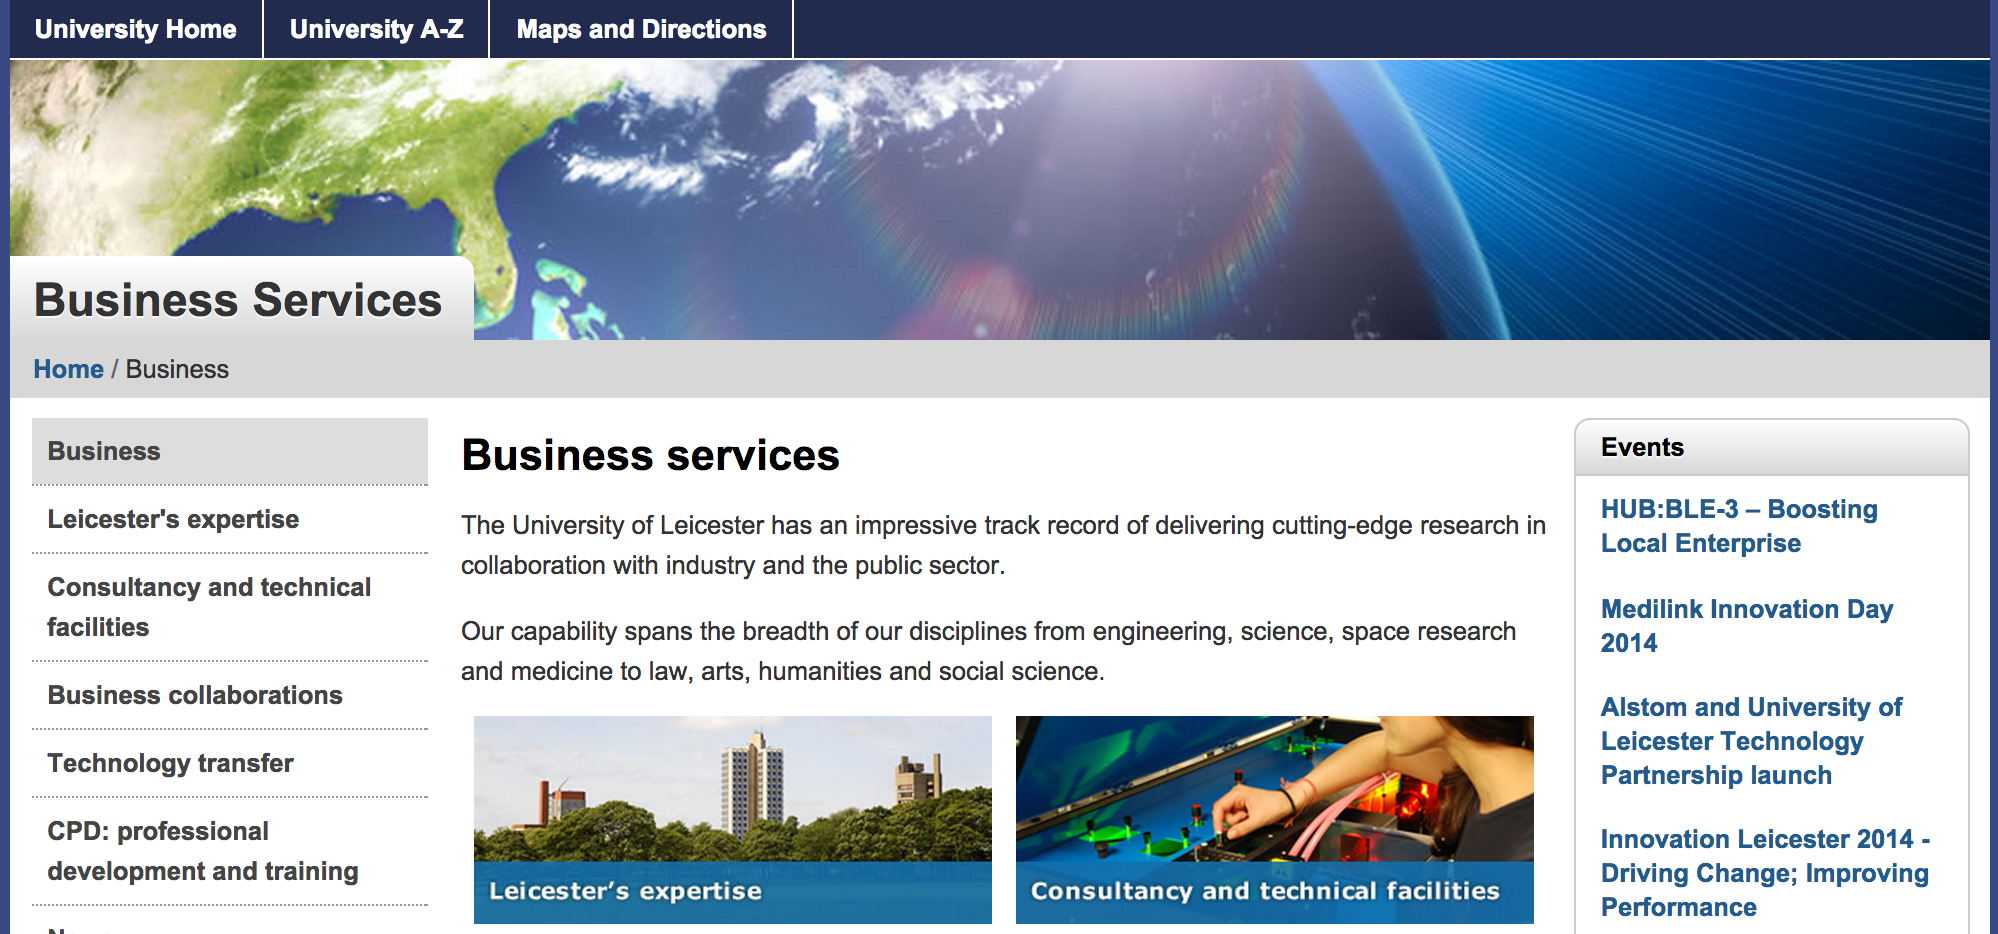 University Home
University A-Z
Maps and Directions
Business Services
Home / Business
Business
Leicester's expertise
Consultancy and technical
facilities
Business collaborations
Technology transfer
CPD: professional
development and training
Business services
The University of Leicester has an impressive track record of delivering cutting-edge research in
collaboration with industry and the public sector.
Our capability spans the breadth of our disciplines from engineering, science, space research
and medicine to law, arts, humanities and social science.
Leicester’s expertise
Consultancy and technical facilities
Events
HUB:BLE-3 – Boosting
Local Enterprise
Medilink Innovation Day
2014
Alstom and University of
Leicester Technology
Partnership launch
Innovation Leicester 2014 -
Driving Change; Improving
Performance